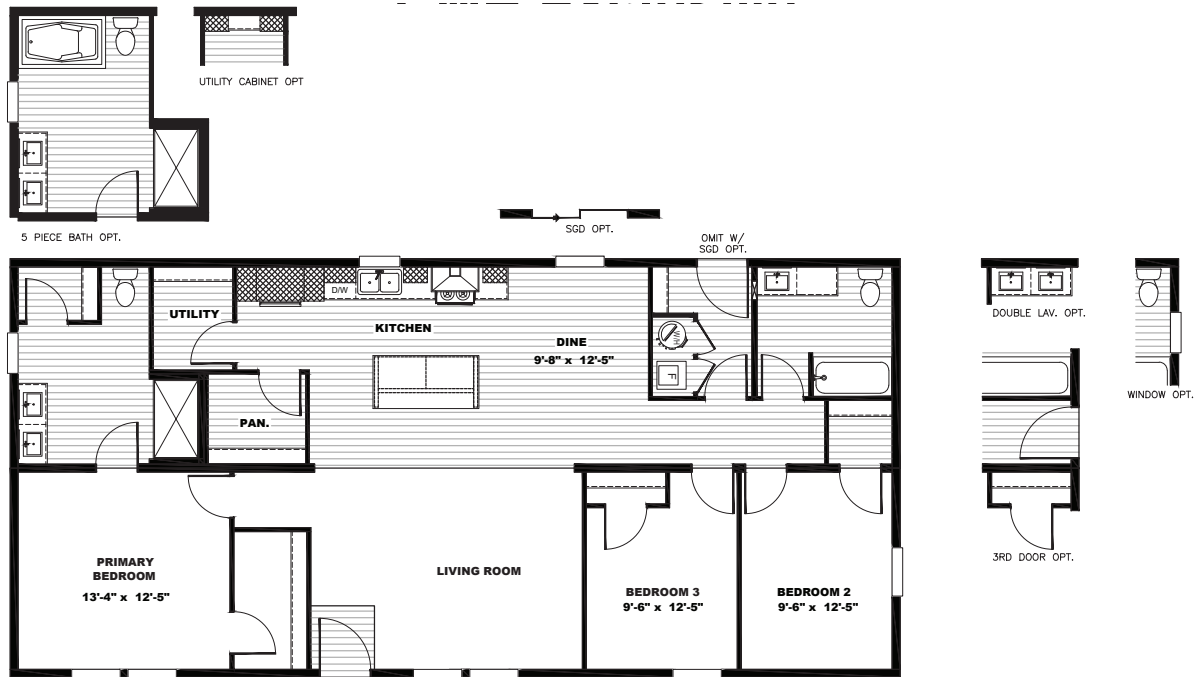 UTILITY CABINET OPT
5 PIECE BATH OPT.
SGD OPT.
OMIT W/
SGD OPT.
D/W
UTILITY
KITCHEN
DINE
9'-8" x 12'-5"
W/H
F
DOUBLE LAV. OPT.
WINDOW OPT.
PAN.
PRIMARY
BEDROOM
13'-4" x 12'-5"
LIVING ROOM
BEDROOM 3
9'-6" x 12'-5"
BEDROOM 2
9'-6" x 12'-5"
3RD DOOR OPT.